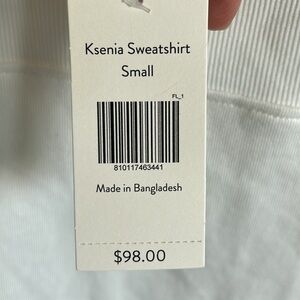 Ksenia Sweatshirt
Small
FL_1
810117463441
Made in Bangladesh
$98.00